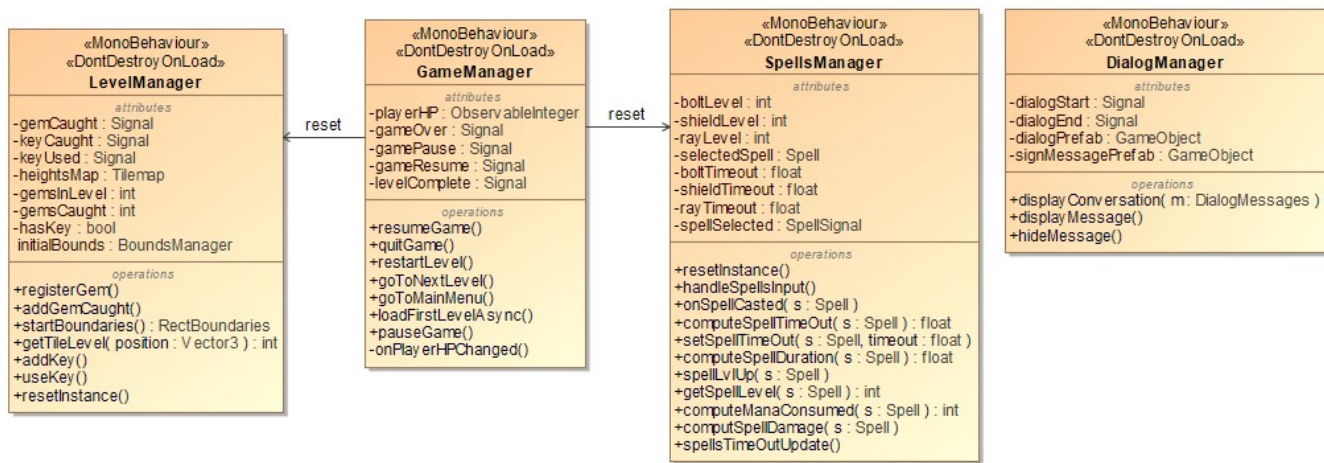 «MonoBehaviour»
«DontDestroyOnLoad»
LevelManager
attributes
-gemCaught : Signal
-keyCaught : Signal
-keyUsed : Signal
-heightsMap : Tilemap
-gemsInLevel : int
-gemsCaught : int
-hasKey : bool
initialBounds : BoundsManager
operations
+registerGem()
+addGemCaught()
+startBoundaries() : RectBoundaries
+getTileLevel( position : Vector3 ) : int
+addKey()
+useKey()
+resetInstance()
reset
«MonoBehaviour»
«DontDestroyOnLoad»
GameManager
attributes
-playerHP : ObservableInteger
-gameOver : Signal
-gamePause : Signal
-gameResume : Signal
-levelComplete : Signal
operations
+resumeGame()
+quitGame()
+restartLevel()
+goToNextLevel()
+goToMainMenu()
+loadFirstLevelAsync()
+pauseGame()
-onPlayerHPChanged()
reset
«MonoBehaviour»
«DontDestroyOnLoad»
SpellsManager
attributes
-boltLevel : int
-shieldLevel : int
-rayLevel : int
-selectedSpell : Spell
-boltTimeout : float
-shieldTimeout : float
-rayTimeout : float
-spellSelected : SpellSignal
operations
+resetInstance()
+handleSpellsInput()
+onSpellCasted( s : Spell )
+computeSpellTimeOut( s : Spell ) : float
+setSpellTimeOut( s : Spell, timeout : float )
+computeSpellDuration( s : Spell ) : float
+spellLvlUp( s : Spell )
+getSpellLevel( s : Spell ) : int
+computeManaConsumed( s : Spell ) : int
+computSpellDamage( s : Spell )
+spellsTimeOutUpdate()
«MonoBehaviour»
«DontDestroyOnLoad»
DialogManager
attributes
-dialogStart : Signal
-dialogEnd : Signal
-dialogPrefab : GameObject
-signMessagePrefab : GameObject
operations
+displayConversation( m : DialogMessages )
+displayMessage()
+hideMessage()